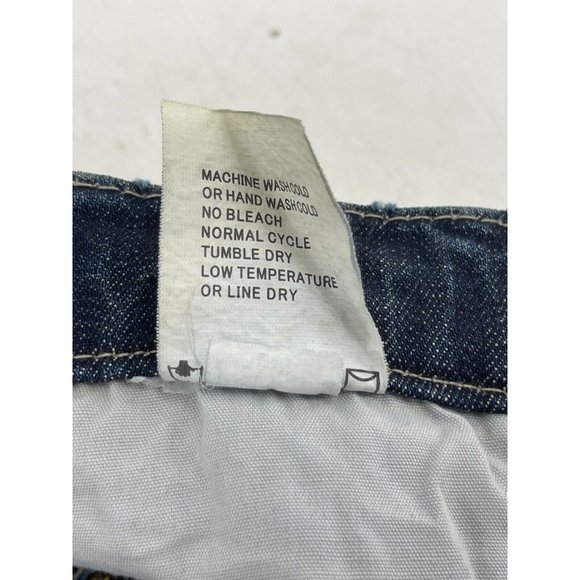 MACHINE WASH COLD
OR HAND WASH COLD
NO BLEACH
NORMAL CYCLE
TUMBLE DRY
LOW TEMPERATURE
OR LINE DRY